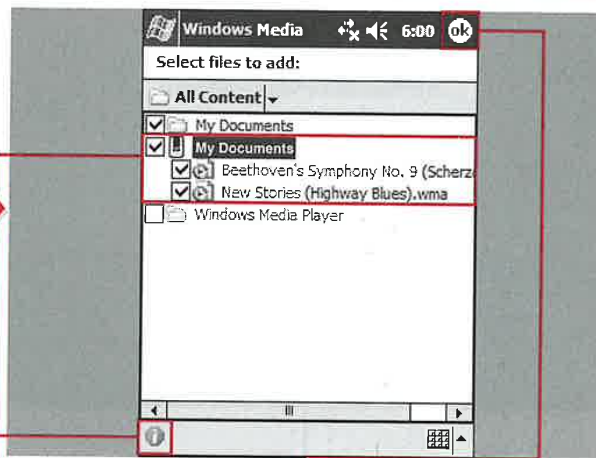 Windows Media 6:00 ok
Select files to add:
All Content
My Documents
My Documents
Beethoven's Symphony No. 9 (Scherzo
New Stories (Highway Blues).wma
Windows Media Player